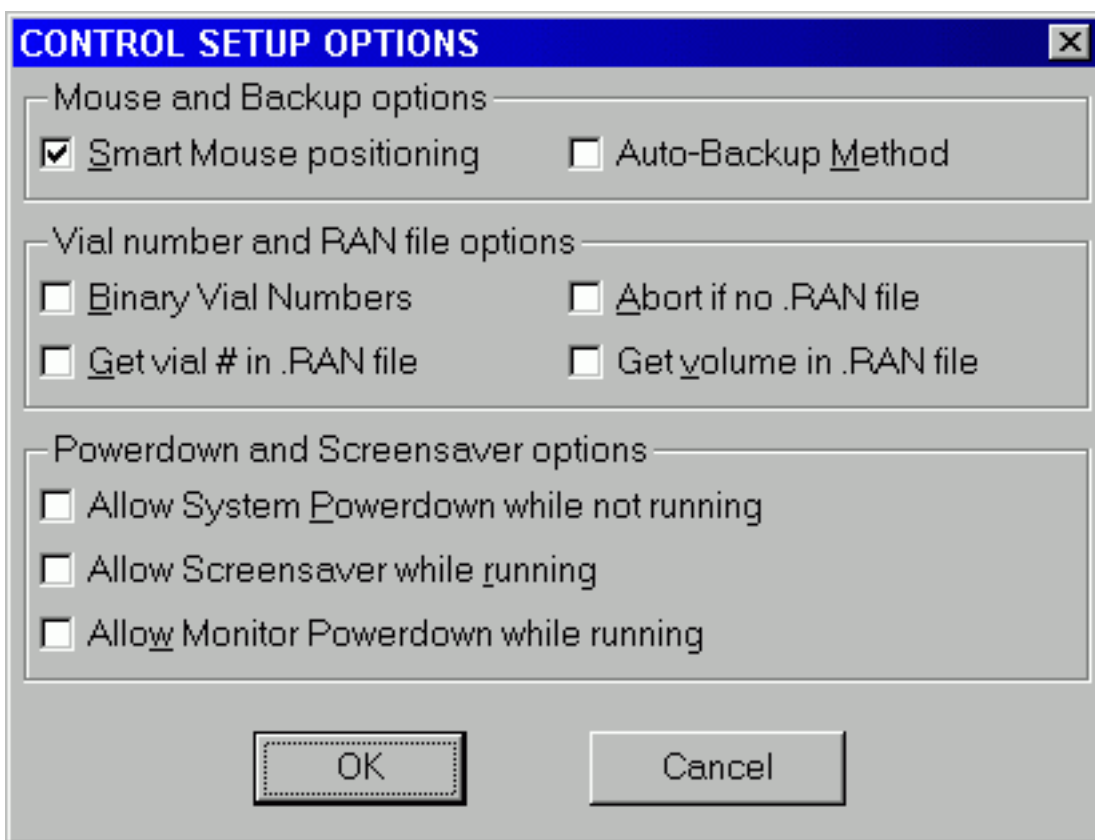 CONTROL SETUP OPTIONS
Mouse and Backup options
Smart Mouse positioning Auto-Backup Method
Vial number and RAN file options
Binary Vial Numbers Abort if no .RAN file
Get vial # in .RAN file Get volume in .RAN file
Powerdown and Screensaver options
Allow System Powerdown while not running
Allow Screensaver while running
Allow Monitor Powerdown while running
OK Cancel